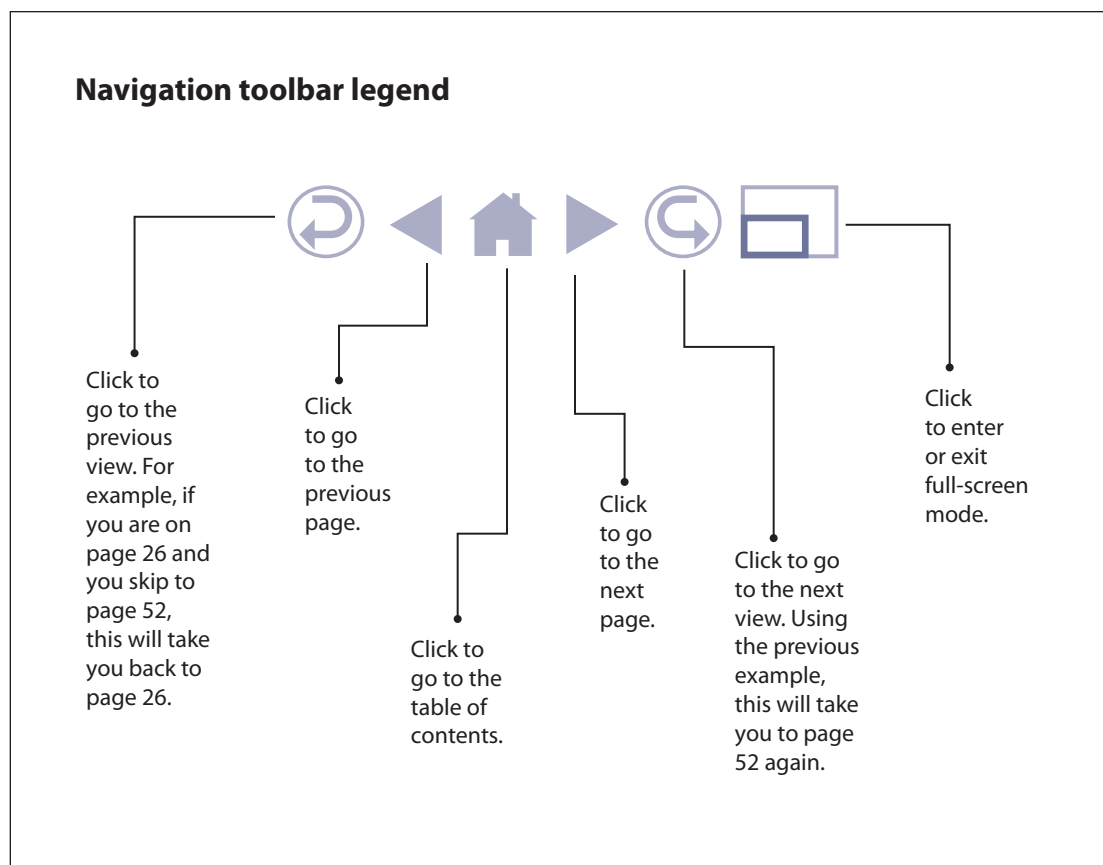 Navigation toolbar legend
Click to
go to the
previous
view. For
example, if
you are on
page 26 and
you skip to
page 52,
this will take
you back to
page 26.
Click
to go
to the
previous
page.
Click to
go to the
table of
contents.
Click
to go
to the
next
page.
Click to go
to the next
view. Using
the previous
example,
this will take
you to page
52 again.
Click
to enter
or exit
full-screen
mode.